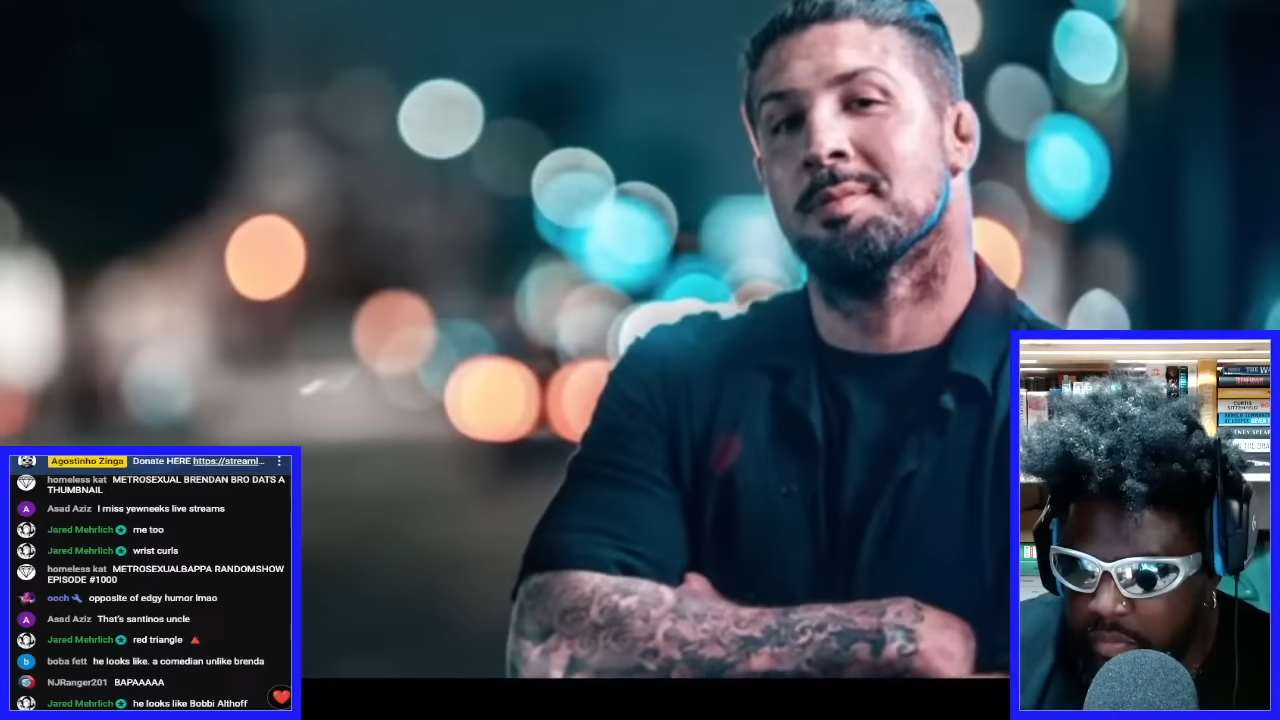 Agostinho Zinga Donate HERE https://streaml...
homeless kat METROSEXUAL BRENDAN BRO DATS A
THUMBNAIL
Asad Aziz I miss yewneeks live streams
Jared Mehrlich me too
Jared Mehrlich wrist curls
homeless kat METROSEXUALBAPPA RANDOMSHOW
EPISODE #1000
ooch opposite of edgy humor lmao
Asad Aziz That's santinos uncle
Jared Mehrlich red triangle 🔺
boba fett he looks like. a comedian unlike brenda
NJRanger201 BAPAAAAA
Jared Mehrlich he looks like Bobbi Althoff
CURTIS
SITTENFELD